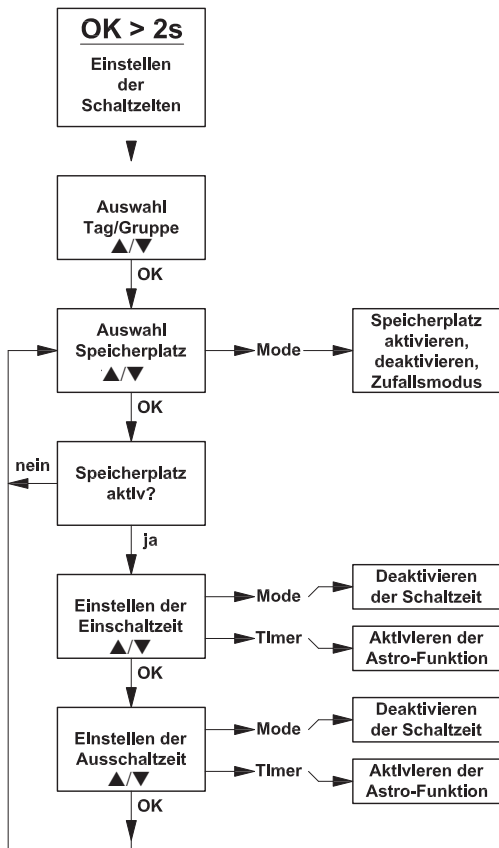 OK > 2s
Einstellen
der
Schaltzelten
Auswahl
Tag/Gruppe
▲/▼
OK
Auswahl
Speicherplatz
▲/▼
Mode
Speicherplatz
aktivieren,
deaktivieren,
Zufallsmodus
OK
nein
Speicherplatz
aktlv?
ja
Einstellen der
Einschaltzeit
▲/▼
Mode
Deaktivieren
der Schaltzeit
TImer
Aktlvieren der
Astro-Funktion
OK
EInstellen der
Ausschaltzeit
▲/▼
Mode
Deaktivieren
der Schaltzeit
TImer
Aktlvieren der
Astro-Funktion
OK